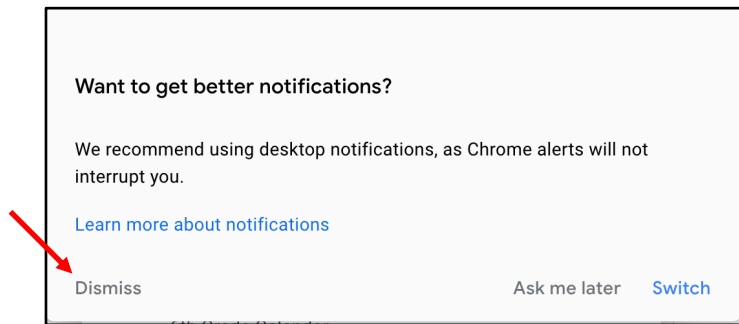 Want to get better notifications?
We recommend using desktop notifications, as Chrome alerts will not
interrupt you.
Learn more about notifications
Dismiss Ask me later Switch